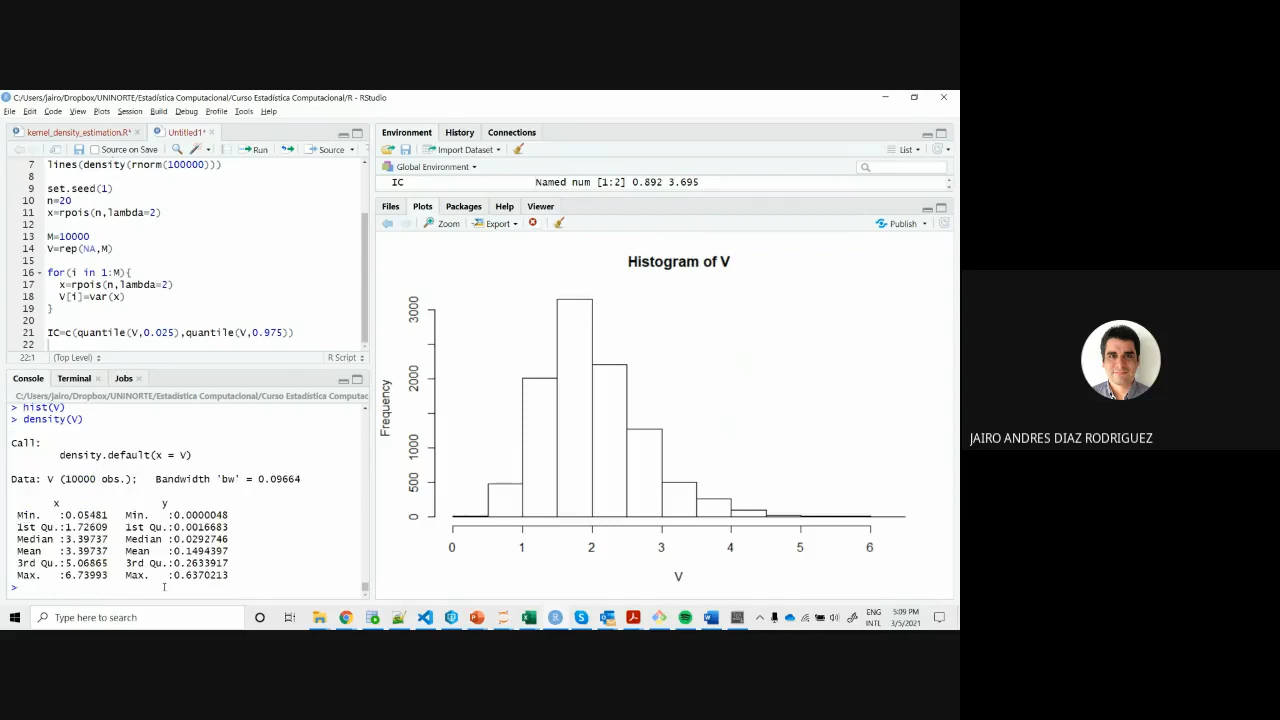 C:/Users/jairo/Dropbox/UNINORTE/Estadística Computacional/Curso Estadística Computacional/R - RStudio
File Edit Code View Plots Session Build Debug Profile Tools Help
kernel_density_estimation.R* Untitled1*
Source on Save Run Source
7 lines(density(rnorm(100000)))
8
9 set.seed(1)
10 n=20
11 x=rpois(n,lambda=2)
12
13 M=10000
14 V=rep(NA,M)
15
16 for(i in 1:M){
17 x=rpois(n,lambda=2)
18 V[i]=var(x)
19 }
20
21 IC=c(quantile(V,0.025),quantile(V,0.975))
22
22:1 (Top Level) R Script
Console Terminal Jobs
C:/Users/jairo/Dropbox/UNINORTE/Estadística Computacional/Curso Estadística Computac
> hist(V)
> density(V)
Call:
density.default(x = V)
Data: V (10000 obs.); Bandwidth 'bw' = 0.09664
x y
Min. :0.05481 Min. :0.0000048
1st Qu.:1.72609 1st Qu.:0.0016683
Median :3.39737 Median :0.0292746
Mean :3.39737 Mean :0.1494397
3rd Qu.:5.06865 3rd Qu.:0.2633917
Max. :6.73993 Max. :0.6370213
>
Environment History Connections
Import Dataset List
Global Environment
IC Named num [1:2] 0.892 3.695
Files Plots Packages Help Viewer
Zoom Export Publish
Histogram of V
Frequency
3000
2000
1000
500
0
0 1 2 3 4 5 6
V
JAIRO ANDRES DIAZ RODRIGUEZ
Type here to search
ENG
INTL
5:09 PM
3/5/2021